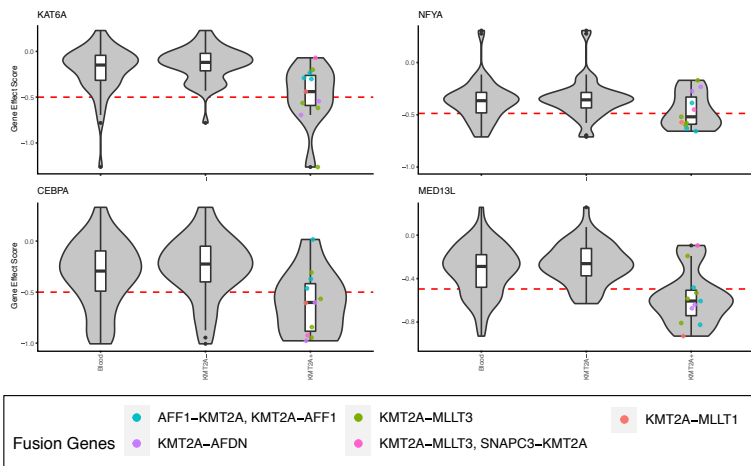 KAT6A
NFYA
Gene Effect Score
0.0
−0.5
−1.0
0.0
−0.5
−1.0
CEBPA
MED13L
Gene Effect Score
0.0
−0.5
−1.0
−0.0
−0.4
−0.8
Blood
KMT2A−
KMT2A+
Blood
KMT2A−
KMT2A+
Fusion Genes
AFF1−KMT2A, KMT2A−AFF1
KMT2A−MLLT3
KMT2A−MLLT1
KMT2A−AFDN
KMT2A−MLLT3, SNAPC3−KMT2A